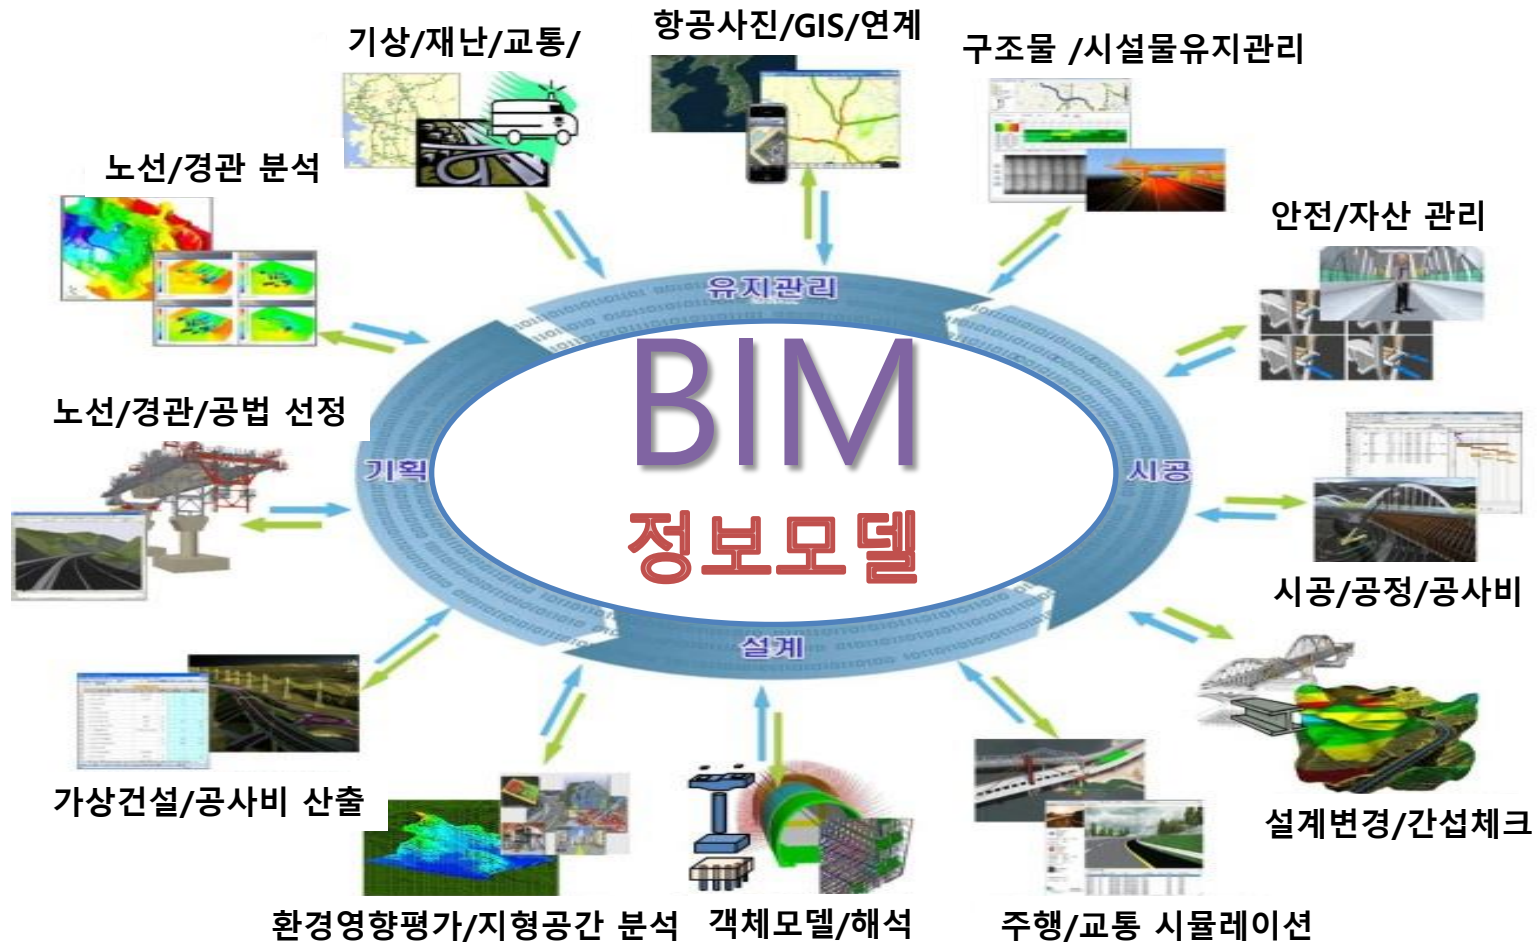 기상/재난/교통/
항공사진/GIS/연계
구조물 /시설물유지관리
노선/경관 분석
안전/자산 관리
유지관리
BIM
정보모델
노선/경관/공법 선정
기획
시공
시공/공정/공사비
설계
가상건설/공사비 산출
설계변경/간섭체크
환경영향평가/지형공간 분석
객체모델/해석
주행/교통 시뮬레이션